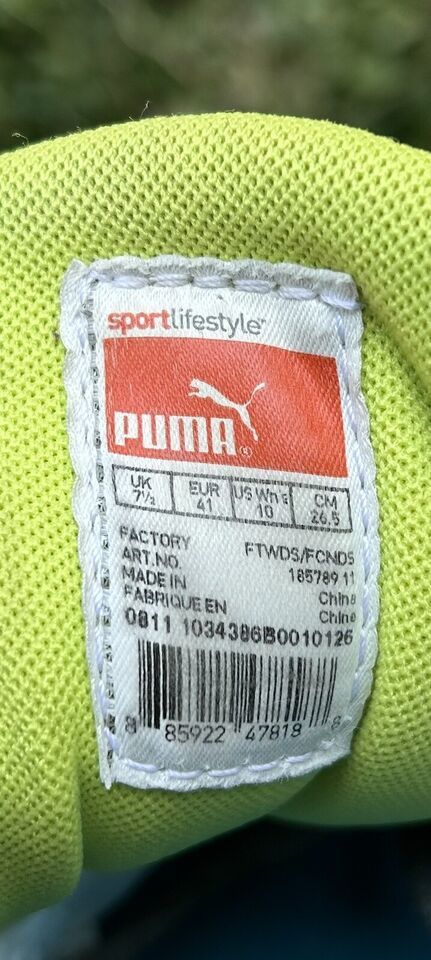 sportlifestyle™
PUMA®
UK EUR US Wn's CM
7½ 41 10 26.5
FACTORY FTWDS/FCNDS
ART.NO. 185789 11
MADE IN China
FABRIQUE EN Chine
0811 1034386B0010126
8 85922 47818 8